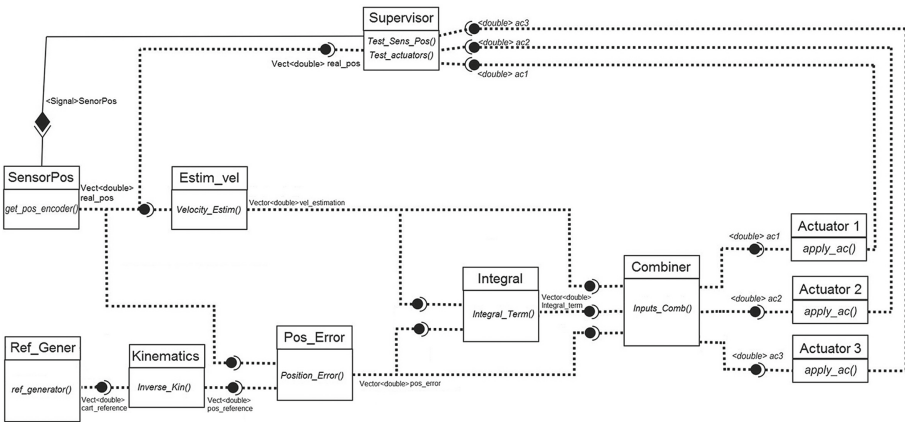 Supervisor
Test_Sens_Pos()
Test_actuators()
<double> ac3
<double> ac2
<double> ac1
Vect<double> real_pos
<Signal>SenorPos
SensorPos
get_pos_encoder()
Vect<double>
real_pos
Estim_vel
Velocity_Estim()
Vector<double>vel_estimation
Integral
Integral_Term()
Vector<double>
Integral_term
Combiner
Inputs_Comb()
<double> ac1
Actuator 1
apply_ac()
<double> ac2
Actuator 2
apply_ac()
<double> ac3
Actuator 3
apply_ac()
Ref_Gener
ref_generator()
Vect<double>
cart_reference
Kinematics
Inverse_Kin()
Vect<double>
pos_reference
Pos_Error
Position_Error()
Vector<double>pos_error